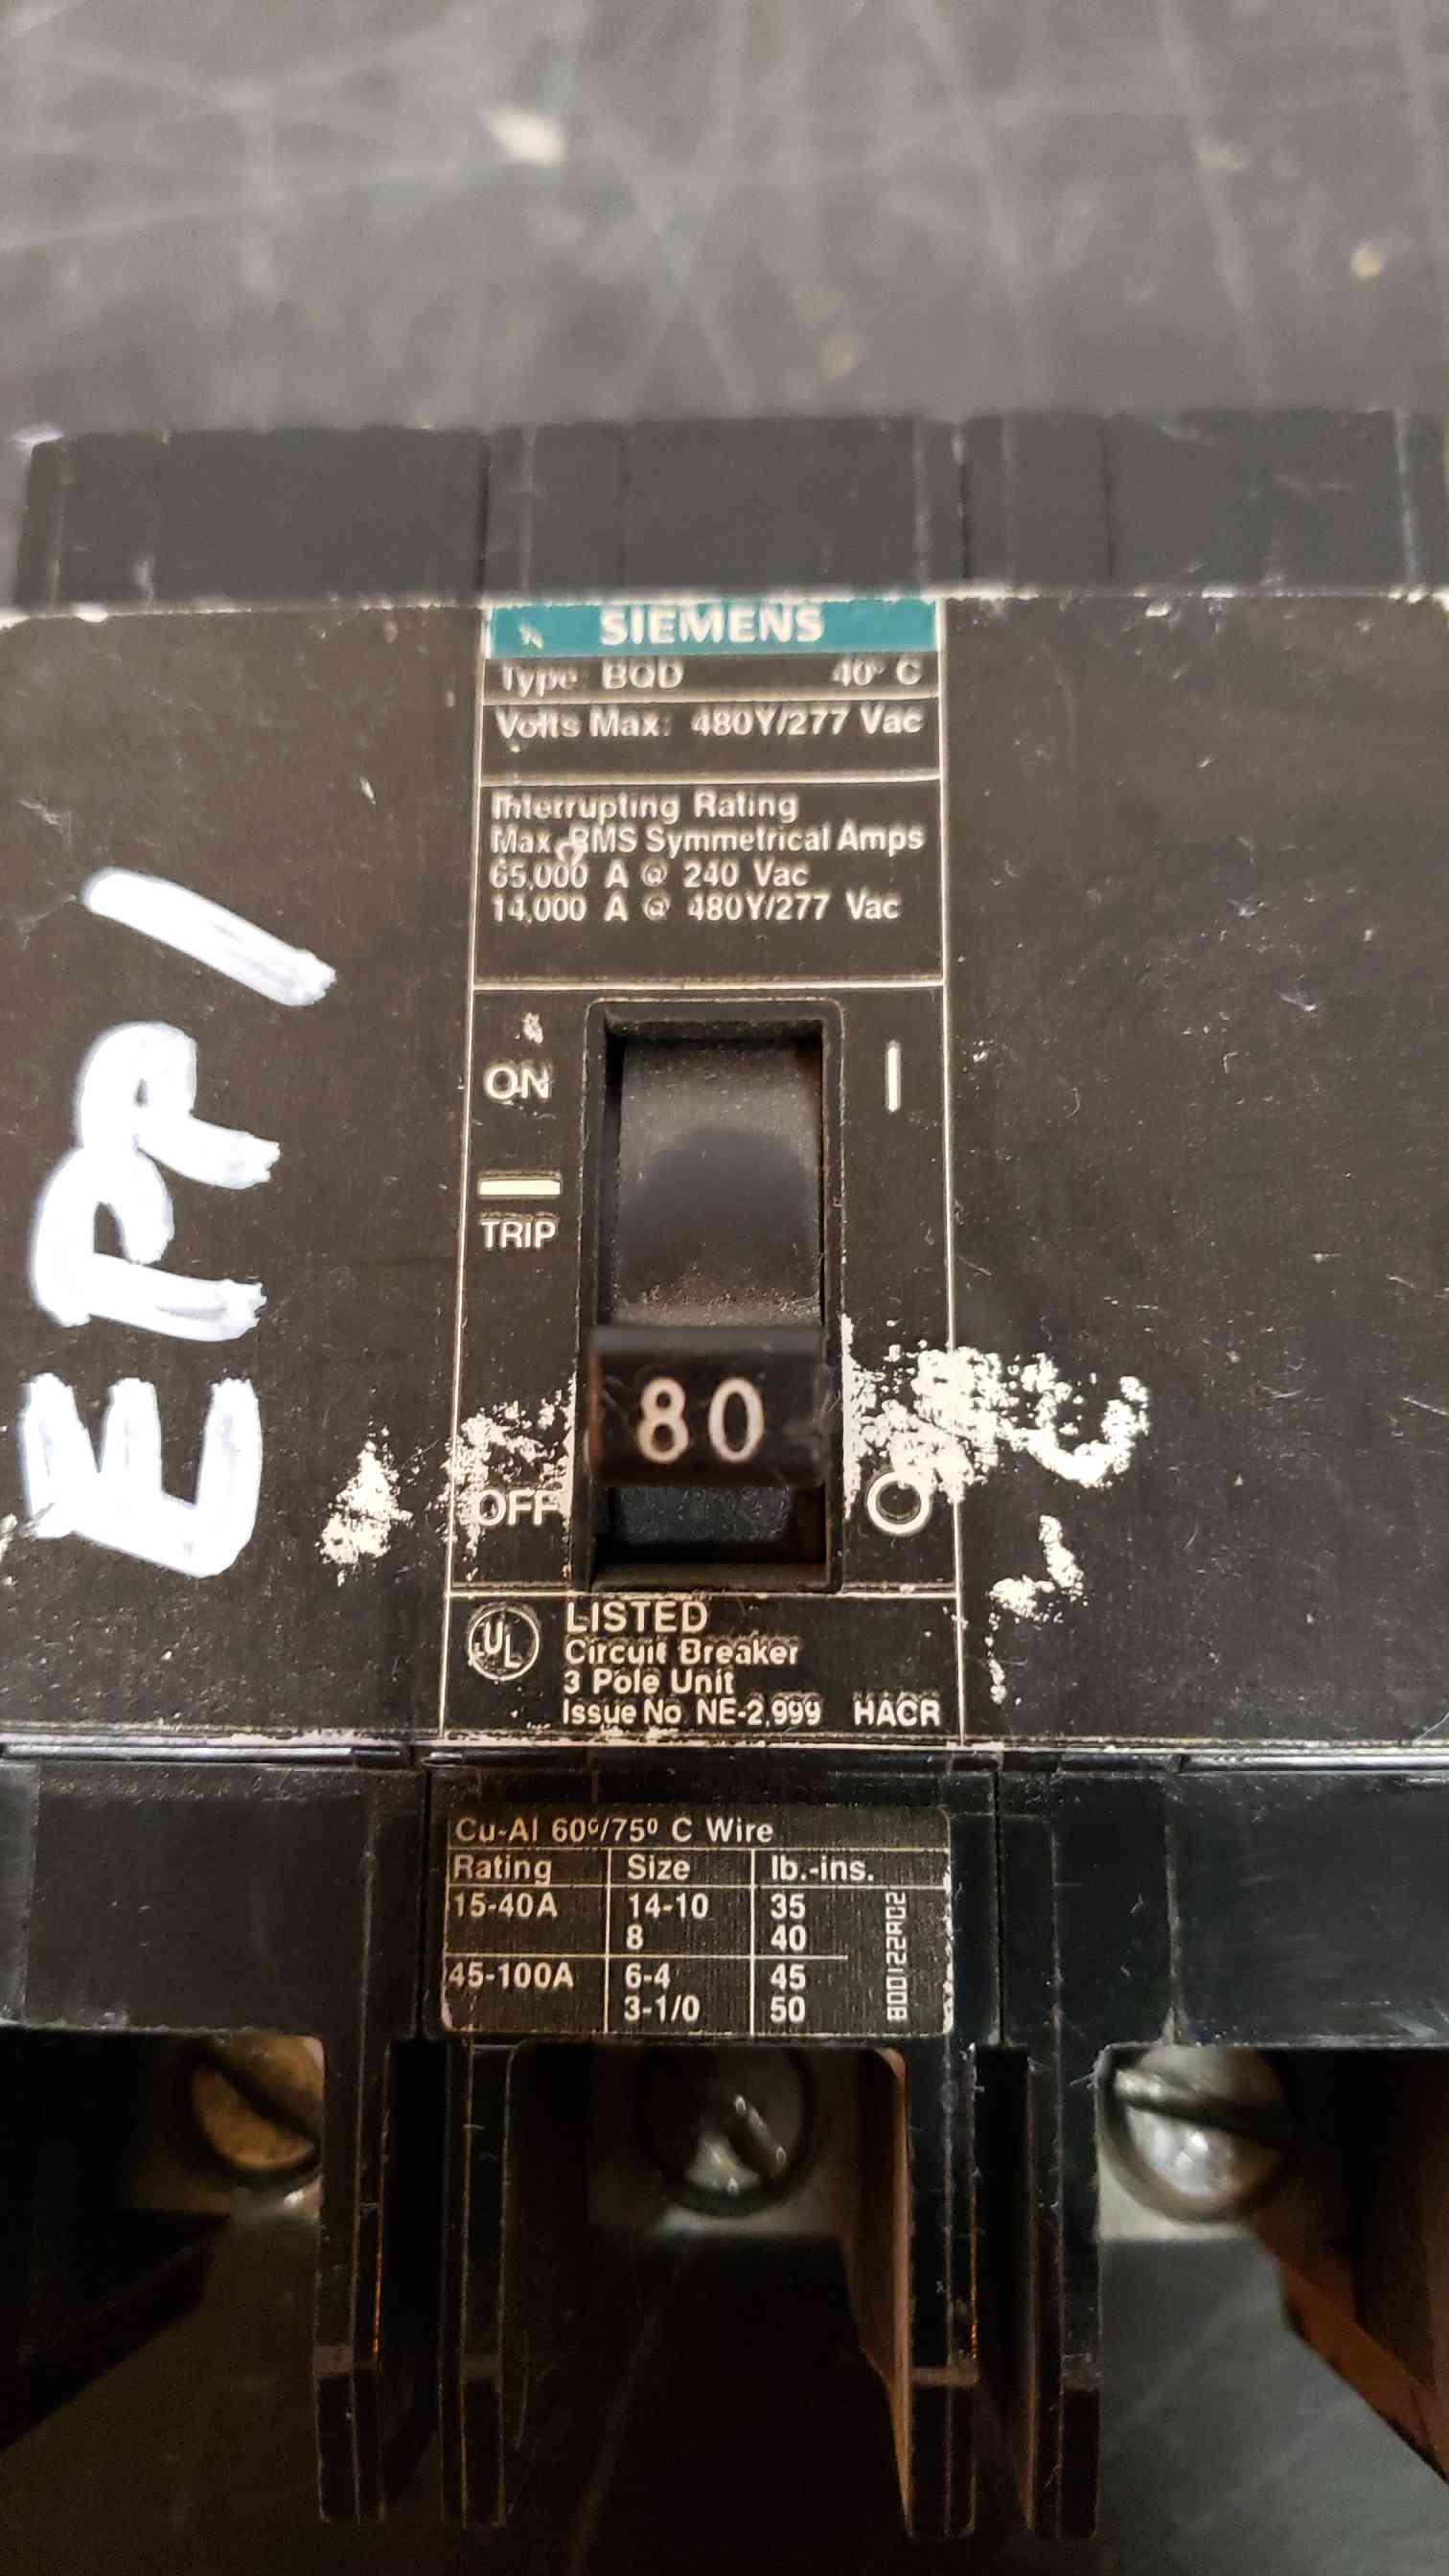 SIEMENS
Type: BQD 40° C
Volts Max: 480Y/277 Vac
Interrupting Rating
Max RMS Symmetrical Amps
65,000 A @ 240 Vac
14,000 A @ 480Y/277 Vac
ON I
TRIP
80
OFF O
UL LISTED
Circuit Breaker
3 Pole Unit
Issue No NE-2,999 HACR
Cu-Al 60°/75° C Wire
Rating Size lb.-ins.
15-40A 14-10 35
8 40
45-100A 6-4 45
3-1/0 50
BQD122A02
EPP1